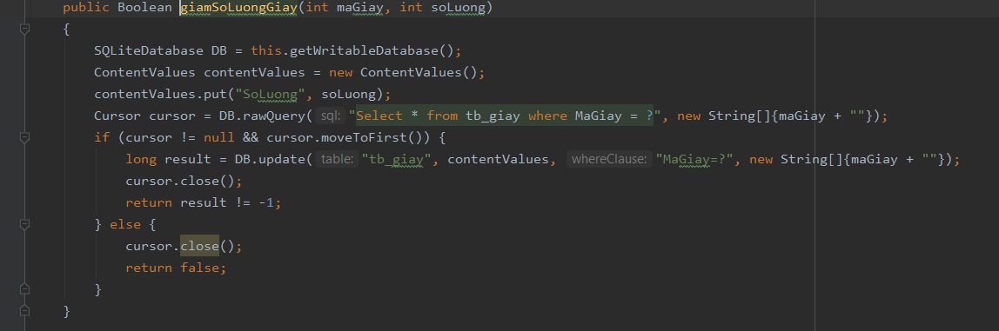 public Boolean giamSoLuongGiay(int maGiay, int soLuong)
{
SQLiteDatabase DB = this.getWritableDatabase();
ContentValues contentValues = new ContentValues();
contentValues.put("SoLuong", soLuong);
Cursor cursor = DB.rawQuery( sql: "Select * from tb_giay where MaGiay = ?", new String[]{maGiay + ""});
if (cursor != null && cursor.moveToFirst()) {
long result = DB.update( table: "tb_giay", contentValues, whereClause: "MaGiay=?", new String[]{maGiay + ""});
cursor.close();
return result != -1;
} else {
cursor.close();
return false;
}
}